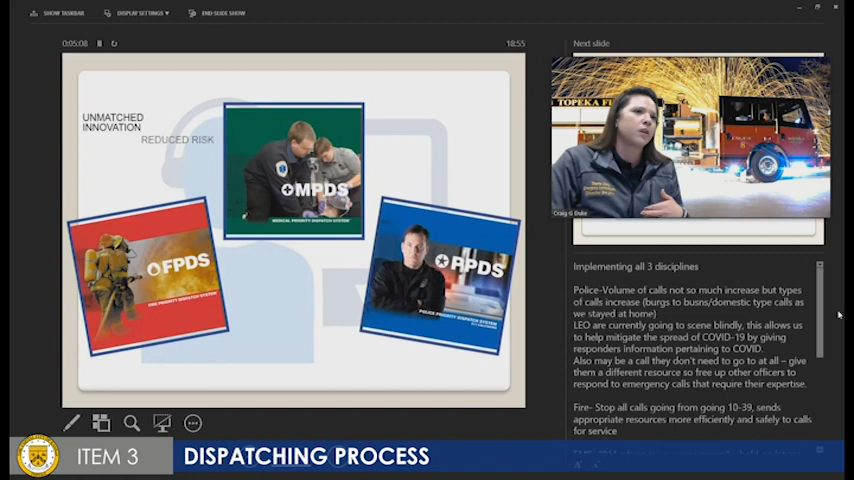 SHOW TASKBAR
DISPLAY SETTINGS
END SLIDE SHOW
0:05:08
18:55
Next slide
UNMATCHED
INNOVATION
REDUCED RISK
MPDS
MEDICAL PRIORITY DISPATCH SYSTEM
FPDS
FIRE PRIORITY DISPATCH SYSTEM
PPDS
POLICE PRIORITY DISPATCH SYSTEM
TOPEKA
Craig G Duke
Implementing all 3 disciplines
Police-Volume of calls not so much increase but types
of calls increase (burgs to busns/domestic type calls as
we stayed at home)
LEO are currently going to scene blindly, this allows us
to help mitigate the spread of COVID-19 by giving
responders information pertaining to COVID.
Also may be a call they don't need to go to at all – give
them a different resource so free up other officers to
respond to emergency calls that require their expertise.
Fire- Stop all calls going from going 10-39, sends
appropriate resources more efficiently and safely to calls
for service
ITEM 3
DISPATCHING PROCESS